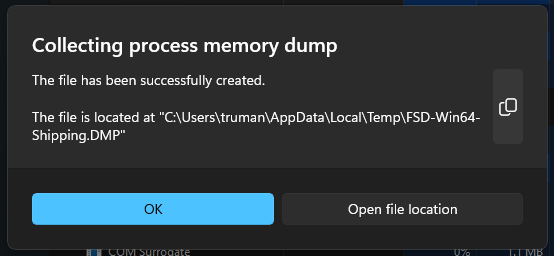 Collecting process memory dump
The file has been successfully created.
The file is located at "C:\Users\truman\AppData\Local\Temp\FSD-Win64-
Shipping.DMP"
OK
Open file location
COM Surrogate
0%
1.1 MB